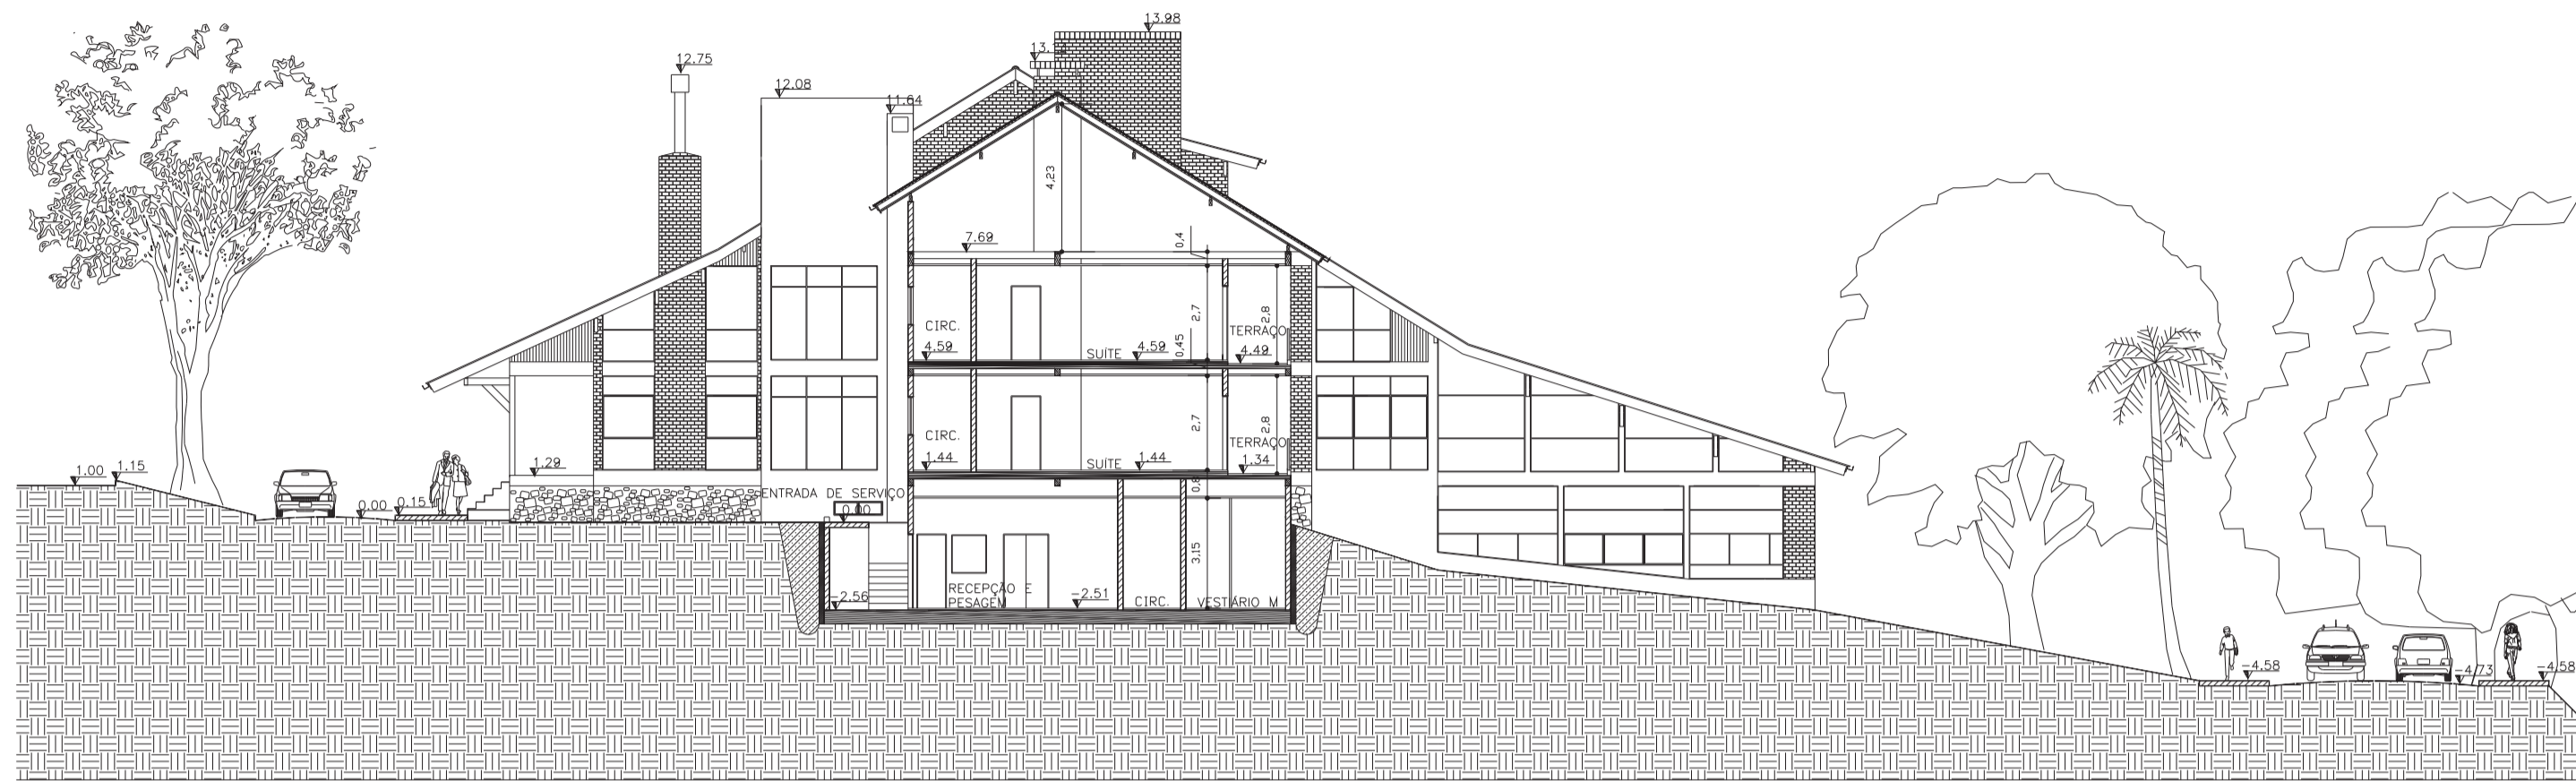 13.98
13.
12.75
12.08
11.64
4,23
7.69
0,4
CIRC.
4.59
SUÍTE
4.59
2,7
0,45
2,8
TERRAÇO
4.49
CIRC.
1.44
SUÍTE
1.44
2,7
2,8
TERRAÇO
1.34
1.00
1.15
1.29
0.00
0.15
ENTRADA DE SERVIÇO
0,8
3,15
-2.56
RECEPÇÃO E
PESAGEM
-2.51
CIRC.
VESTIÁRIO M
-4.58
-4.73
-4.58